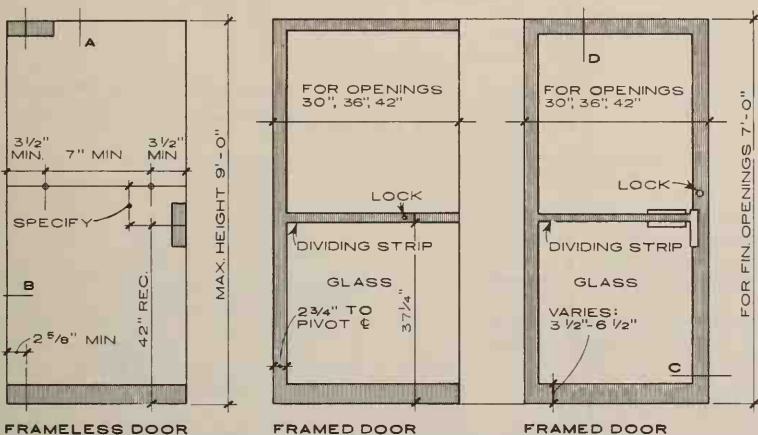 A
3 1/2" MIN.
7" MIN
3 1/2" MIN
SPECIFY
B
2 5/8" MIN
42" REC.
MAX. HEIGHT 9'-0"
FRAMELESS DOOR
FOR OPENINGS
30", 36", 42"
LOCK
DIVIDING STRIP
GLASS
2 3/4" TO
PIVOT ℄
37 1/4"
FRAMED DOOR
D
FOR OPENINGS
30", 36", 42"
LOCK
DIVIDING STRIP
GLASS
VARIES:
3 1/2"-6 1/2"
C
FOR FIN. OPENINGS 7'-0"
FRAMED DOOR